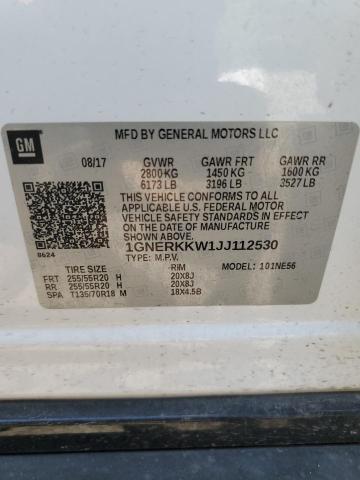 GM
MFD BY GENERAL MOTORS LLC
08/17 GVWR GAWR FRT GAWR RR
2800 KG 1450 KG 1600 KG
6173 LB 3196 LB 3527 LB
THIS VEHICLE CONFORMS TO ALL
APPLICABLE U.S. FEDERAL MOTOR
VEHICLE SAFETY STANDARDS IN EFFECT
ON THE DATE OF MANUFACTURE
SHOWN ABOVE.
1GNERKKW1JJ112530
0624 TYPE: M.P.V. MODEL: 101NE56
TIRE SIZE RIM
FRT 255/55R20 H 20X8J
RR 255/55R20 H 20X8J
SPA T135/70R18 M 18X4.5B